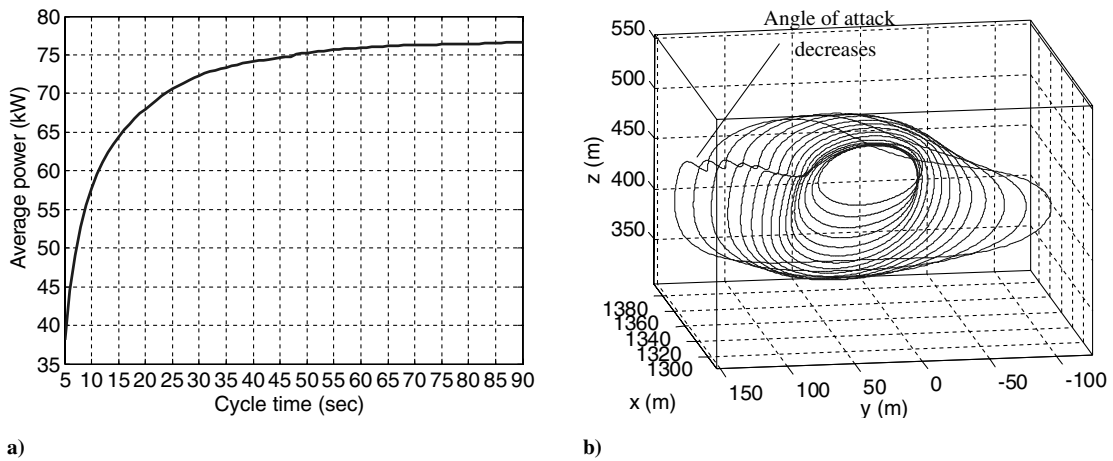 80
75
70
65
60
55
50
45
40
35
Average power (kW)
5 10 15 20 25 30 35 40 45 50 55 60 65 70 75 80 85 90
Cycle time (sec)
a)
Angle of attack
decreases
550
500
450
400
350
z (m)
1380
1360
1340
1320
1300
x (m)
150 100 50 0 -50 -100
y (m)
b)